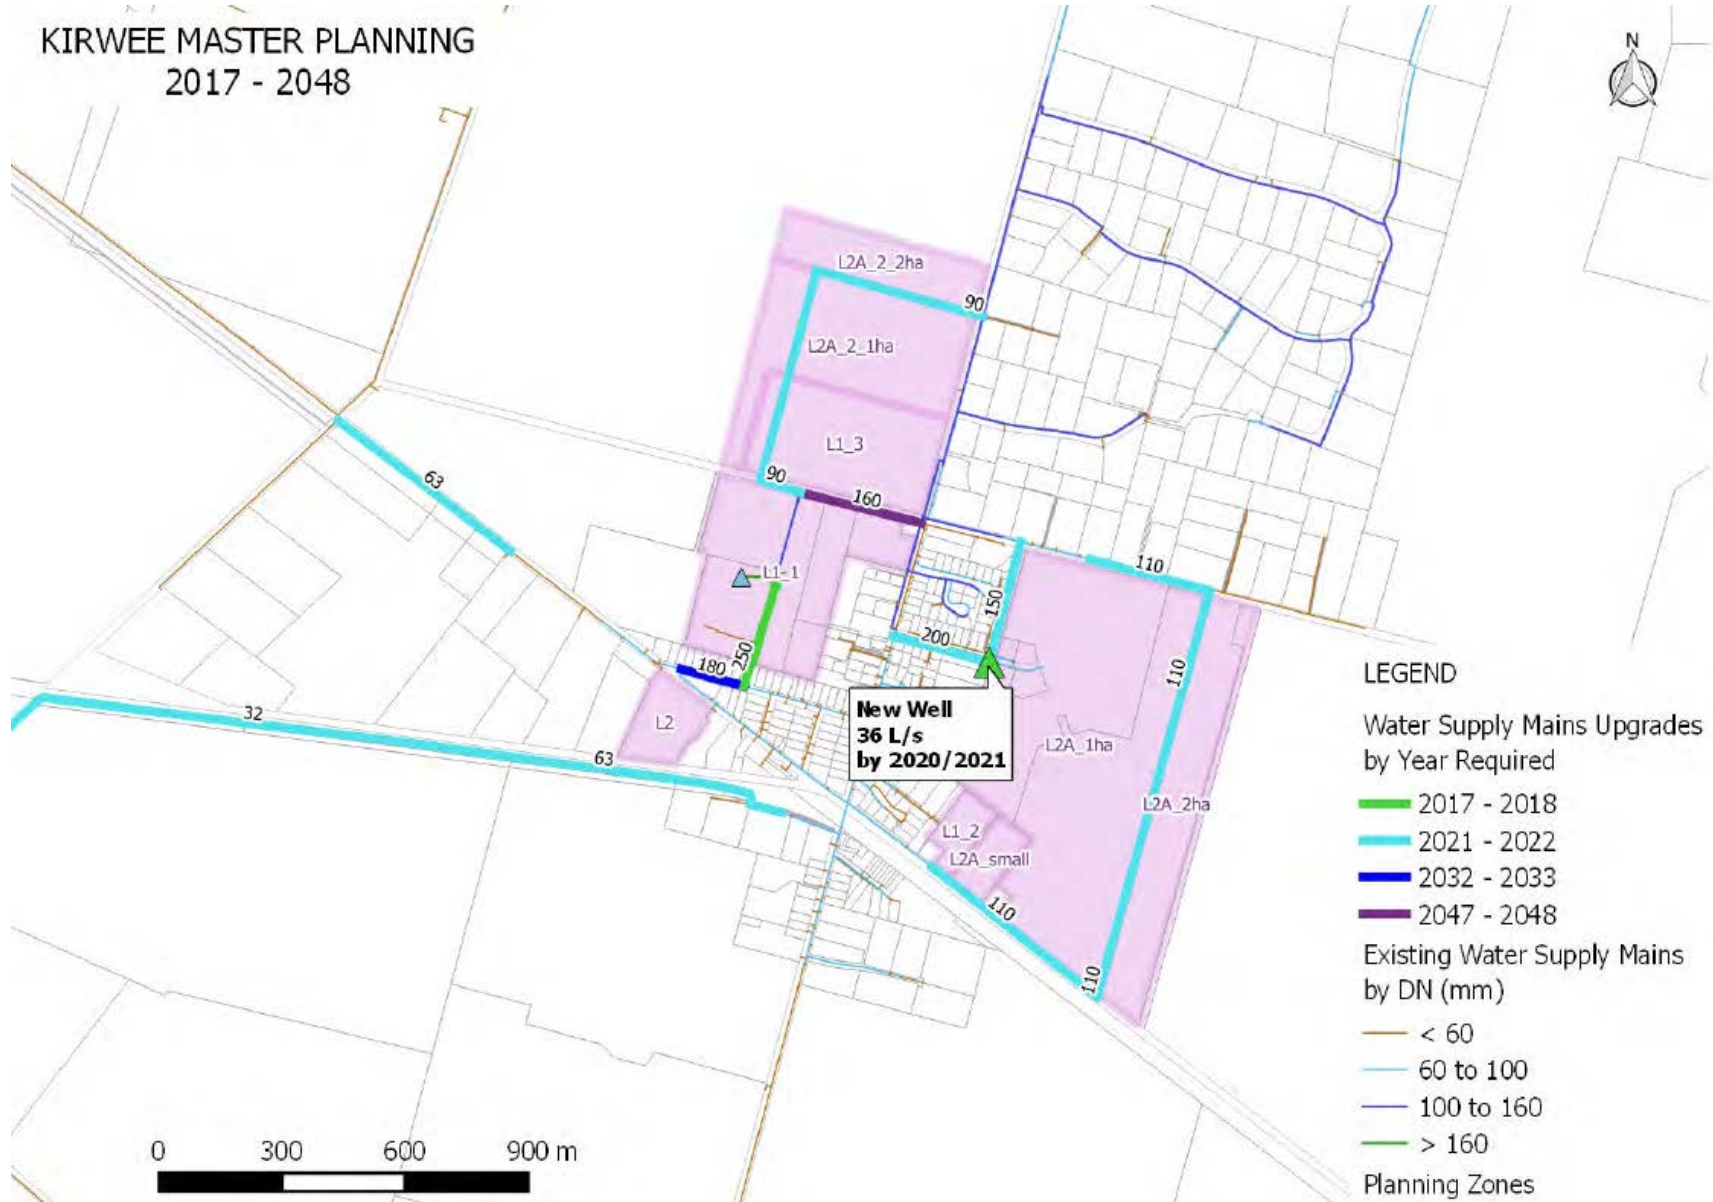 KIRWEE MASTER PLANNING
2017 - 2048
N
L2A_2_2ha
90
L2A_2_1ha
L1_3
90
160
63
L1_1
110
150
200
250
180
110
L2
32
63
New Well
36 L/s
by 2020/2021
L2A_1ha
L2A_2ha
L1_2
L2A_small
110
110
LEGEND
Water Supply Mains Upgrades
by Year Required
2017 - 2018
2021 - 2022
2032 - 2033
2047 - 2048
Existing Water Supply Mains
by DN (mm)
< 60
60 to 100
100 to 160
> 160
Planning Zones
0 300 600 900 m